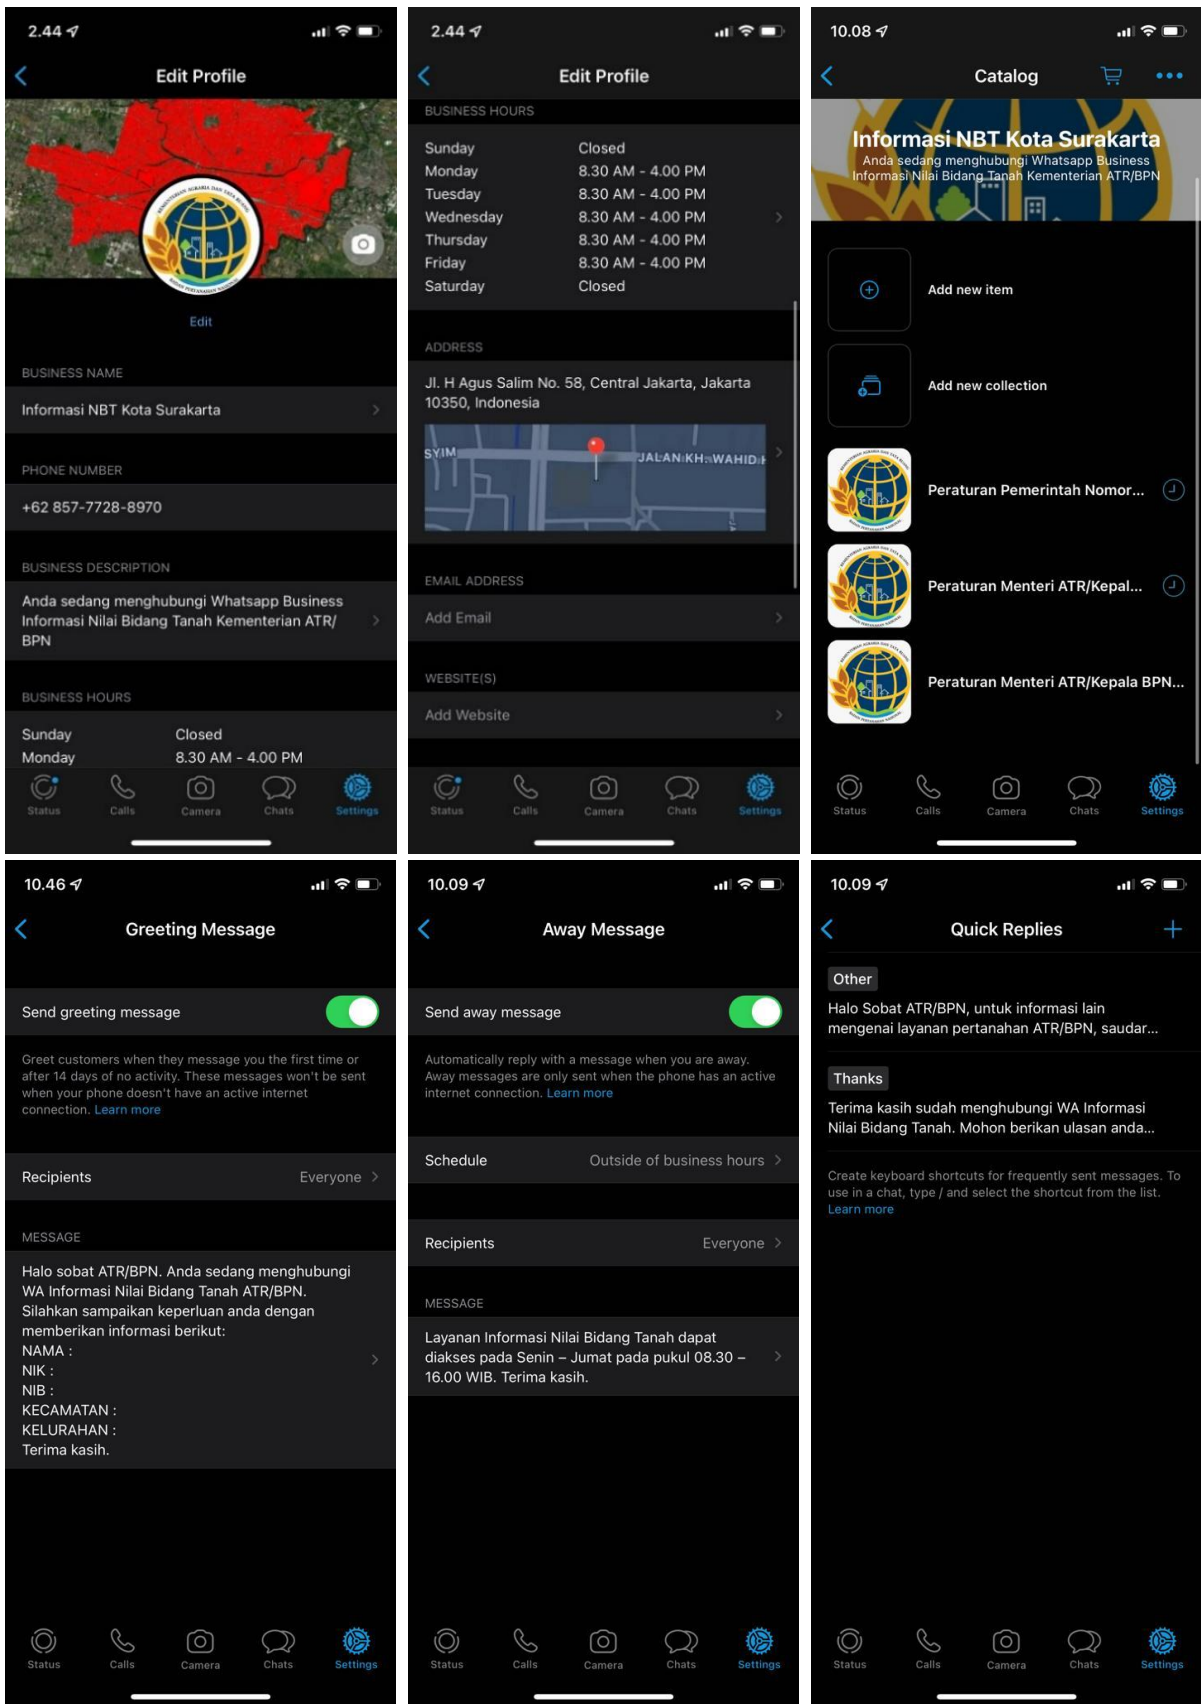 2.44
Edit Profile
KEMENTERIAN AGRARIA DAN TATA RUANG
BADAN PERTANAHAN NASIONAL
Edit
BUSINESS NAME
Informasi NBT Kota Surakarta
PHONE NUMBER
+62 857-7728-8970
BUSINESS DESCRIPTION
Anda sedang menghubungi Whatsapp Business
Informasi Nilai Bidang Tanah Kementerian ATR/
BPN
BUSINESS HOURS
Sunday Closed
Monday 8.30 AM - 4.00 PM
Status Calls Camera Chats Settings
2.44
Edit Profile
BUSINESS HOURS
Sunday Closed
Monday 8.30 AM - 4.00 PM
Tuesday 8.30 AM - 4.00 PM
Wednesday 8.30 AM - 4.00 PM
Thursday 8.30 AM - 4.00 PM
Friday 8.30 AM - 4.00 PM
Saturday Closed
ADDRESS
Jl. H Agus Salim No. 58, Central Jakarta, Jakarta
10350, Indonesia
SYIM JALAN KH. WAHID H
EMAIL ADDRESS
Add Email
WEBSITE(S)
Add Website
Status Calls Camera Chats Settings
10.08
Catalog
Informasi NBT Kota Surakarta
Anda sedang menghubungi Whatsapp Business
Informasi Nilai Bidang Tanah Kementerian ATR/BPN
Add new item
Add new collection
Peraturan Pemerintah Nomor...
Peraturan Menteri ATR/Kepal...
Peraturan Menteri ATR/Kepala BPN...
Status Calls Camera Chats Settings
10.46
Greeting Message
Send greeting message
Greet customers when they message you the first time or
after 14 days of no activity. These messages won't be sent
when your phone doesn't have an active internet
connection. Learn more
Recipients Everyone
MESSAGE
Halo sobat ATR/BPN. Anda sedang menghubungi
WA Informasi Nilai Bidang Tanah ATR/BPN.
Silahkan sampaikan keperluan anda dengan
memberikan informasi berikut:
NAMA :
NIK :
NIB :
KECAMATAN :
KELURAHAN :
Terima kasih.
Status Calls Camera Chats Settings
10.09
Away Message
Send away message
Automatically reply with a message when you are away.
Away messages are only sent when the phone has an active
internet connection. Learn more
Schedule Outside of business hours
Recipients Everyone
MESSAGE
Layanan Informasi Nilai Bidang Tanah dapat
diakses pada Senin – Jumat pada pukul 08.30 –
16.00 WIB. Terima kasih.
Status Calls Camera Chats Settings
10.09
Quick Replies
Other
Halo Sobat ATR/BPN, untuk informasi lain
mengenai layanan pertanahan ATR/BPN, saudar...
Thanks
Terima kasih sudah menghubungi WA Informasi
Nilai Bidang Tanah. Mohon berikan ulasan anda...
Create keyboard shortcuts for frequently sent messages. To
use in a chat, type / and select the shortcut from the list.
Learn more
Status Calls Camera Chats Settings